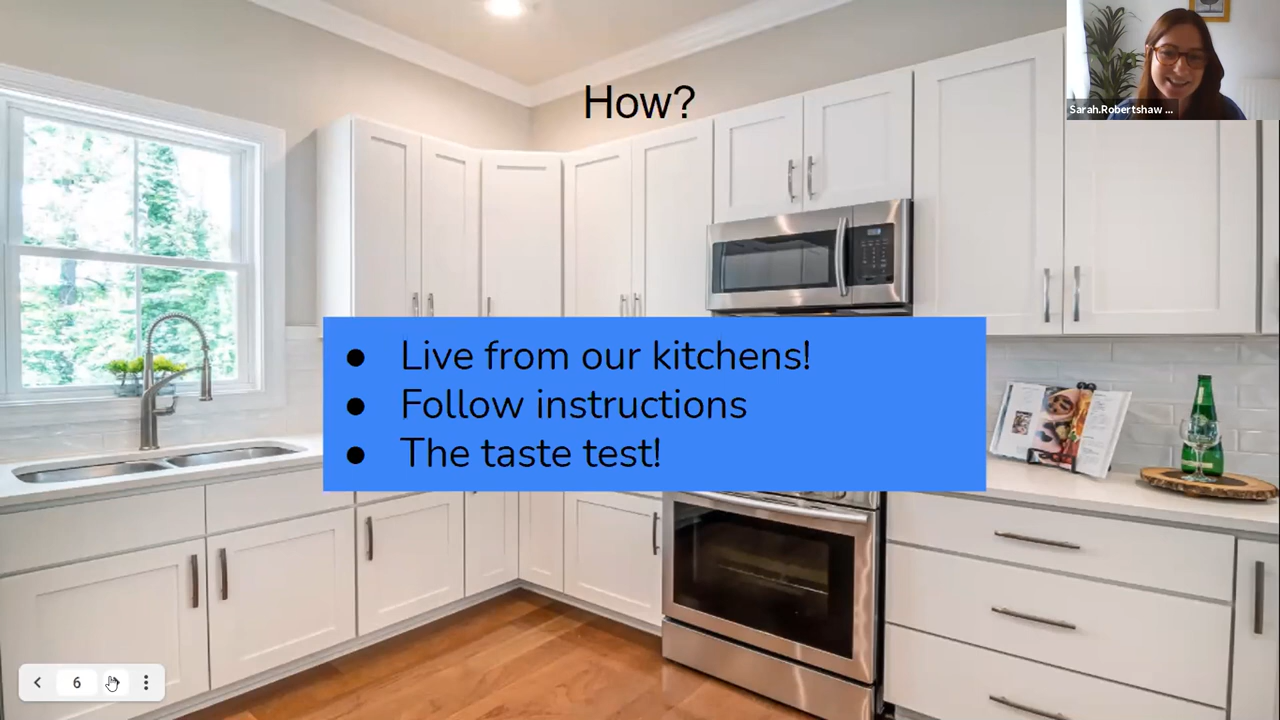 How?
Sarah.Robertshaw ...
● Live from our kitchens!
● Follow instructions
● The taste test!
6